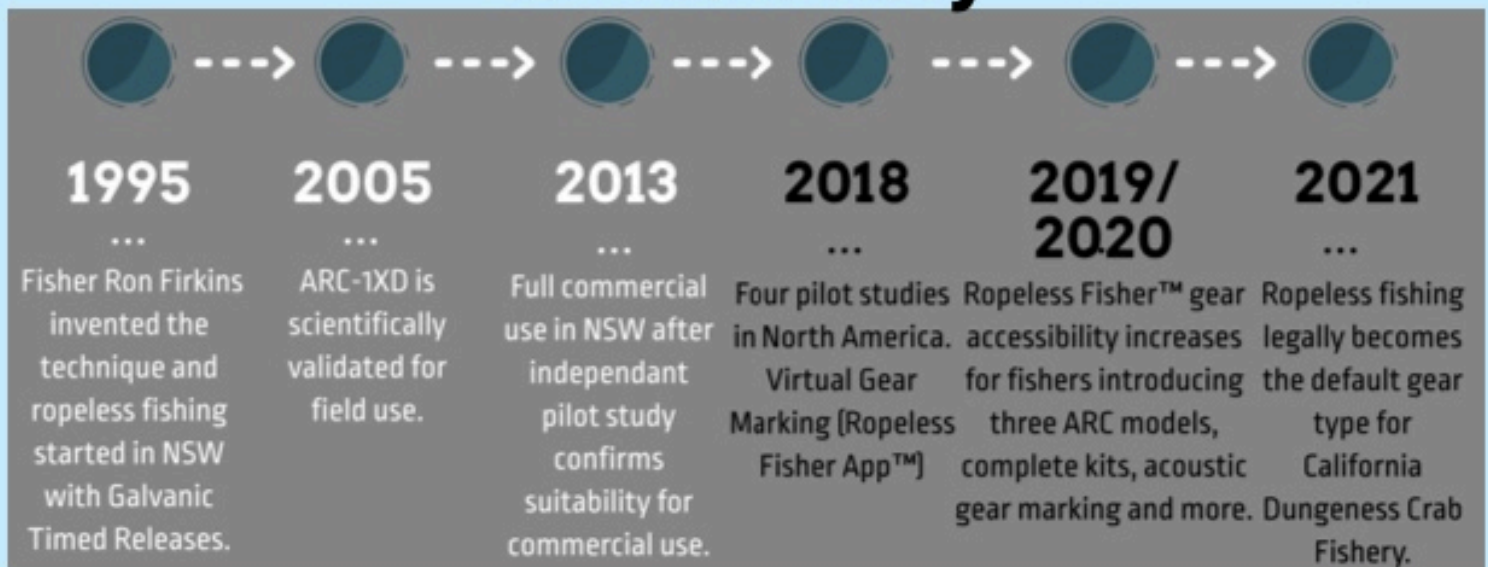 1995
...
Fisher Ron Firkins
invented the
technique and
ropeless fishing
started in NSW
with Galvanic
Timed Releases.
2005
...
ARC-1XD is
scientifically
validated for
field use.
2013
...
Full commercial
use in NSW after
independant
pilot study
confirms
suitability for
commercial use.
2018
...
Four pilot studies
in North America.
Virtual Gear
Marking (Ropeless
Fisher App™)
2019/
2020
Ropeless Fisher™ gear
accessibility increases
for fishers introducing
three ARC models,
complete kits, acoustic
gear marking and more.
2021
...
Ropeless fishing
legally becomes
the default gear
type for
California
Dungeness Crab
Fishery.